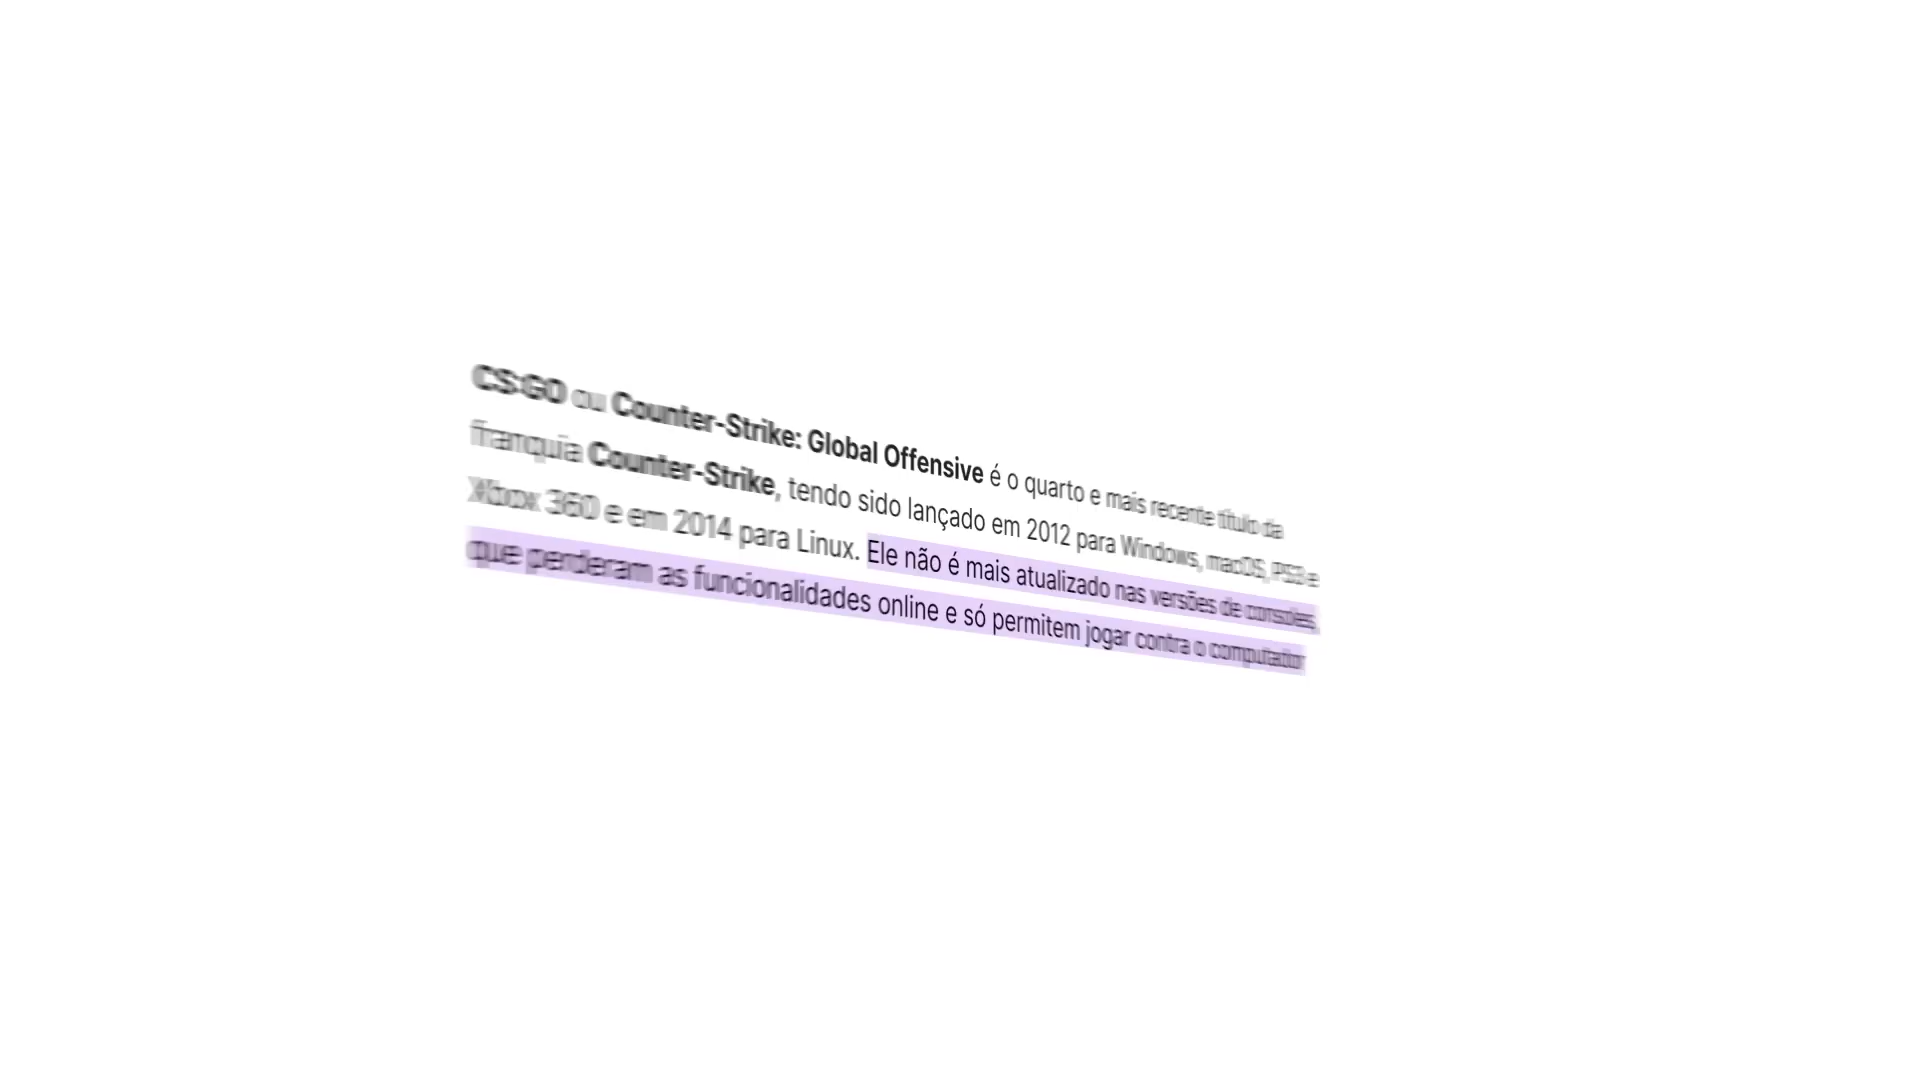 CS:GO ou Counter-Strike: Global Offensive é o quarto e mais recente título da
franquia Counter-Strike, tendo sido lançado em 2012 para Windows, macOS, PS3 e
Xbox 360 e em 2014 para Linux. Ele não é mais atualizado nas versões de consoles,
que perderam as funcionalidades online e só permitem jogar contra o computador